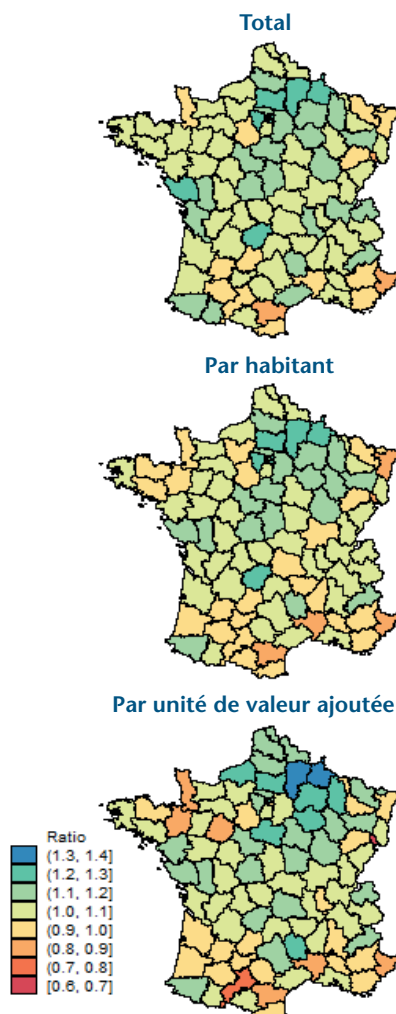 Total
Par habitant
Par unité de valeur ajoutée
Ratio
(1.3, 1.4]
(1.2, 1.3]
(1.1, 1.2]
(1.0, 1.1]
(0.9, 1.0]
(0.8, 0.9]
(0.7, 0.8]
[0.6, 0.7]